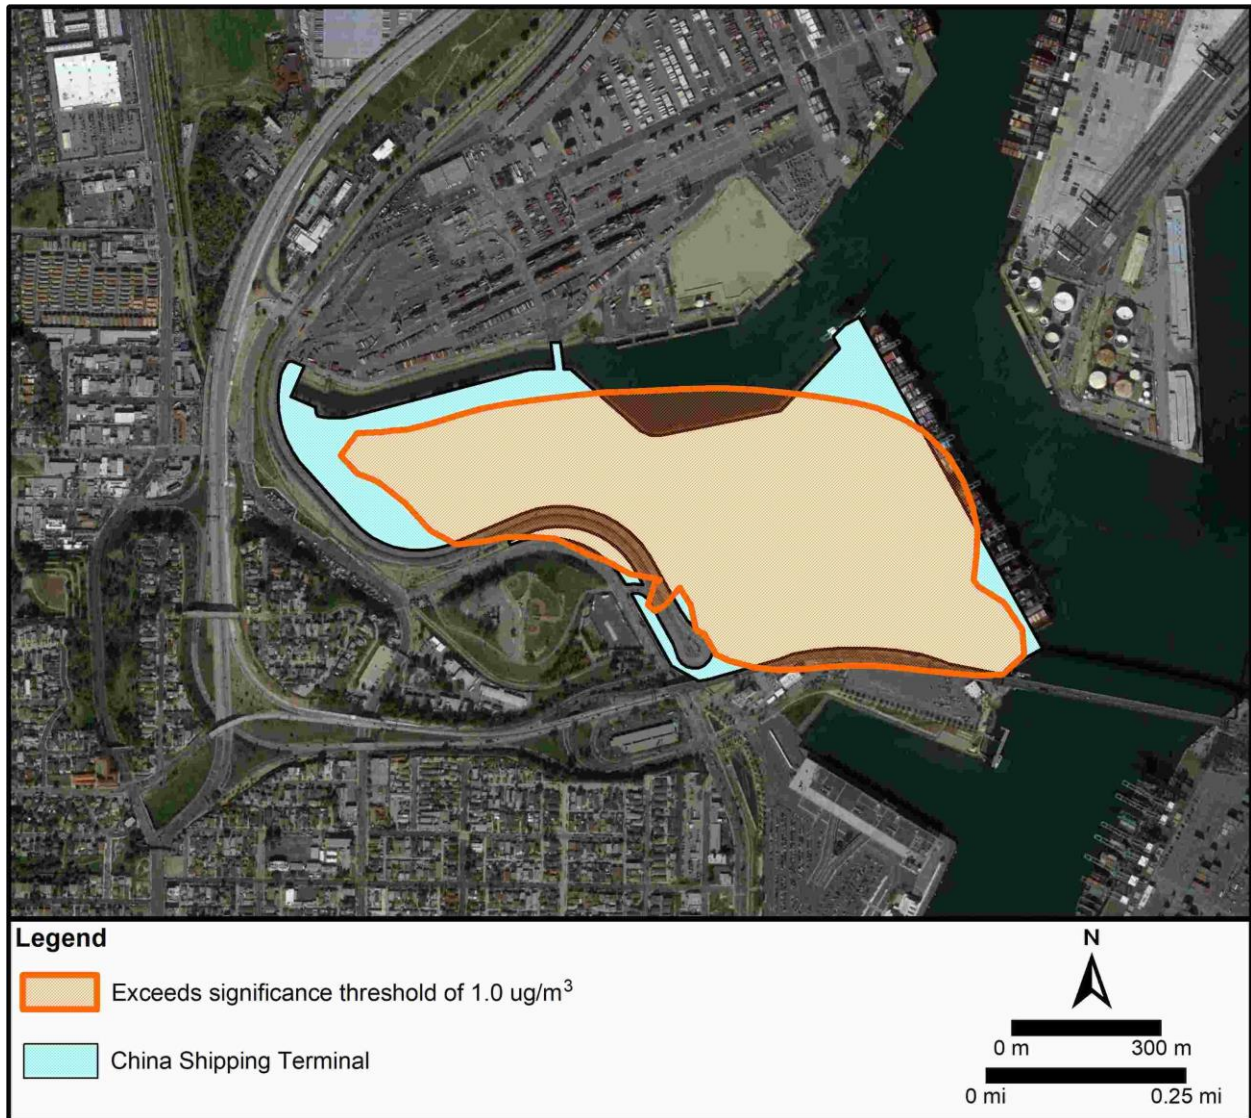 Legend
Exceeds significance threshold of 1.0 ug/m³
China Shipping Terminal
N
0 m 300 m
0 mi 0.25 mi